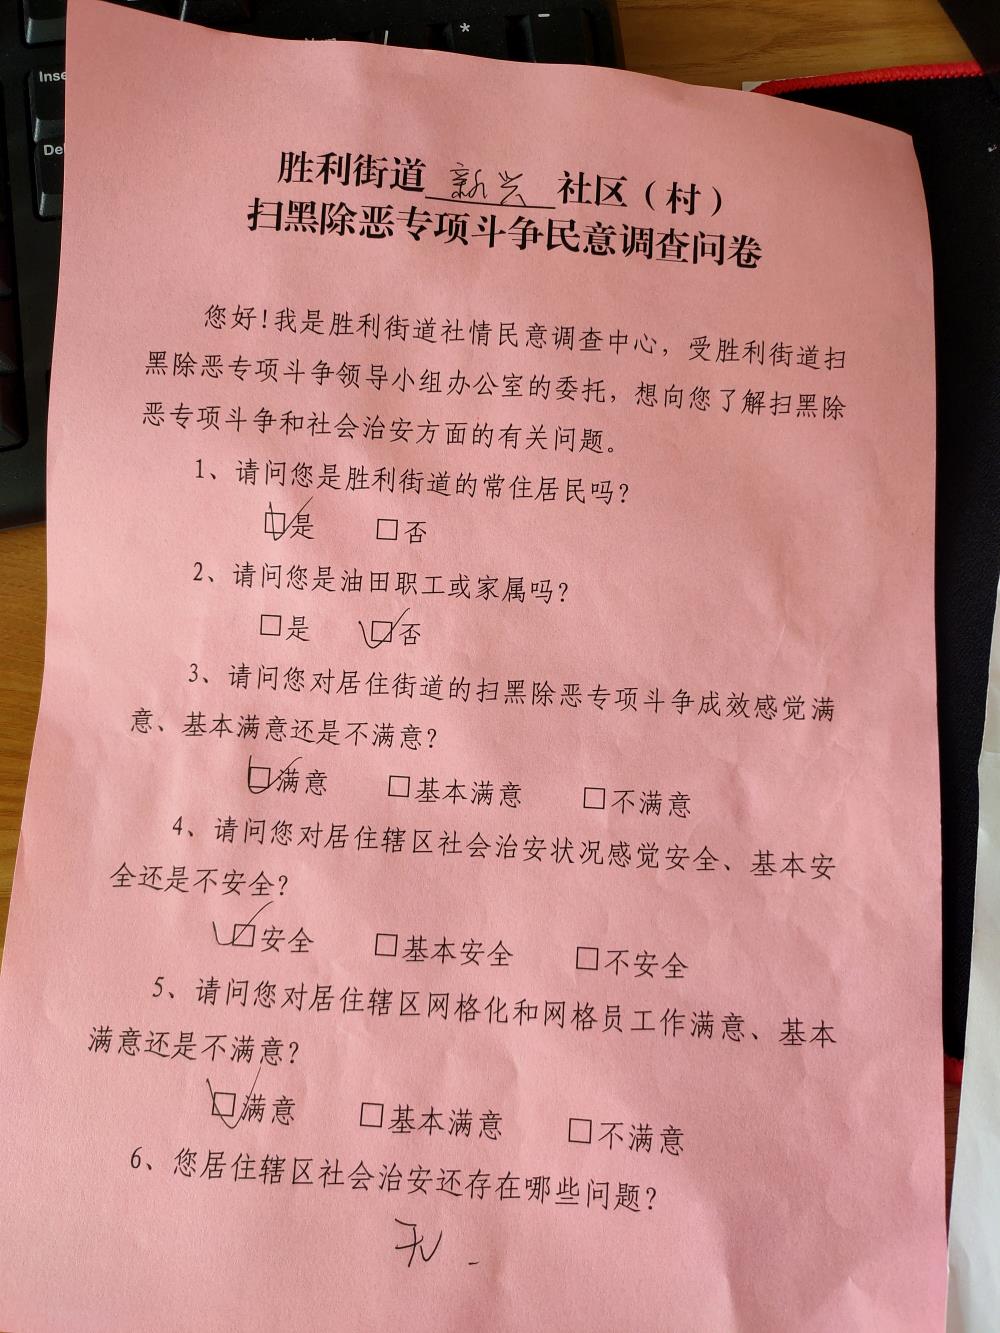 Inse
Del
*
胜利街道 新兴 社区（村）
扫黑除恶专项斗争民意调查问卷
您好！我是胜利街道社情民意调查中心，受胜利街道扫
黑除恶专项斗争领导小组办公室的委托，想向您了解扫黑除
恶专项斗争和社会治安方面的有关问题。
1、请问您是胜利街道的常住居民吗？
☑是 □否
2、请问您是油田职工或家属吗？
□是 ☑否
3、请问您对居住街道的扫黑除恶专项斗争成效感觉满
意、基本满意还是不满意？
☑满意 □基本满意 □不满意
4、请问您对居住辖区社会治安状况感觉安全、基本安
全还是不安全？
☑安全 □基本安全 □不安全
5、请问您对居住辖区网格化和网格员工作满意、基本
满意还是不满意？
☑满意 □基本满意 □不满意
6、您居住辖区社会治安还存在哪些问题？
无.